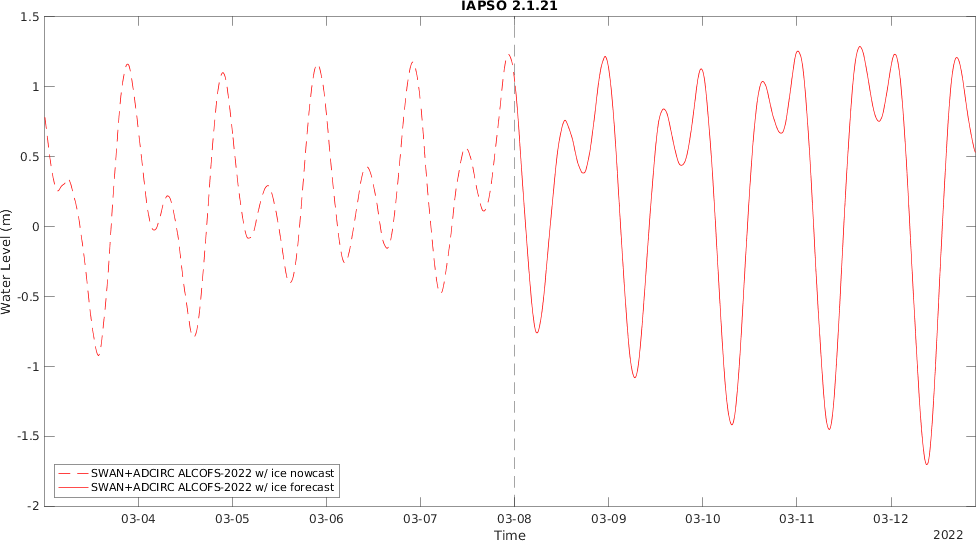 IAPSO 2.1.21
1.5
1
0.5
0
-0.5
-1
-1.5
-2
Water Level (m)
SWAN+ADCIRC ALCOFS-2022 w/ ice nowcast
SWAN+ADCIRC ALCOFS-2022 w/ ice forecast
03-04 03-05 03-06 03-07 03-08 03-09 03-10 03-11 03-12
Time
2022